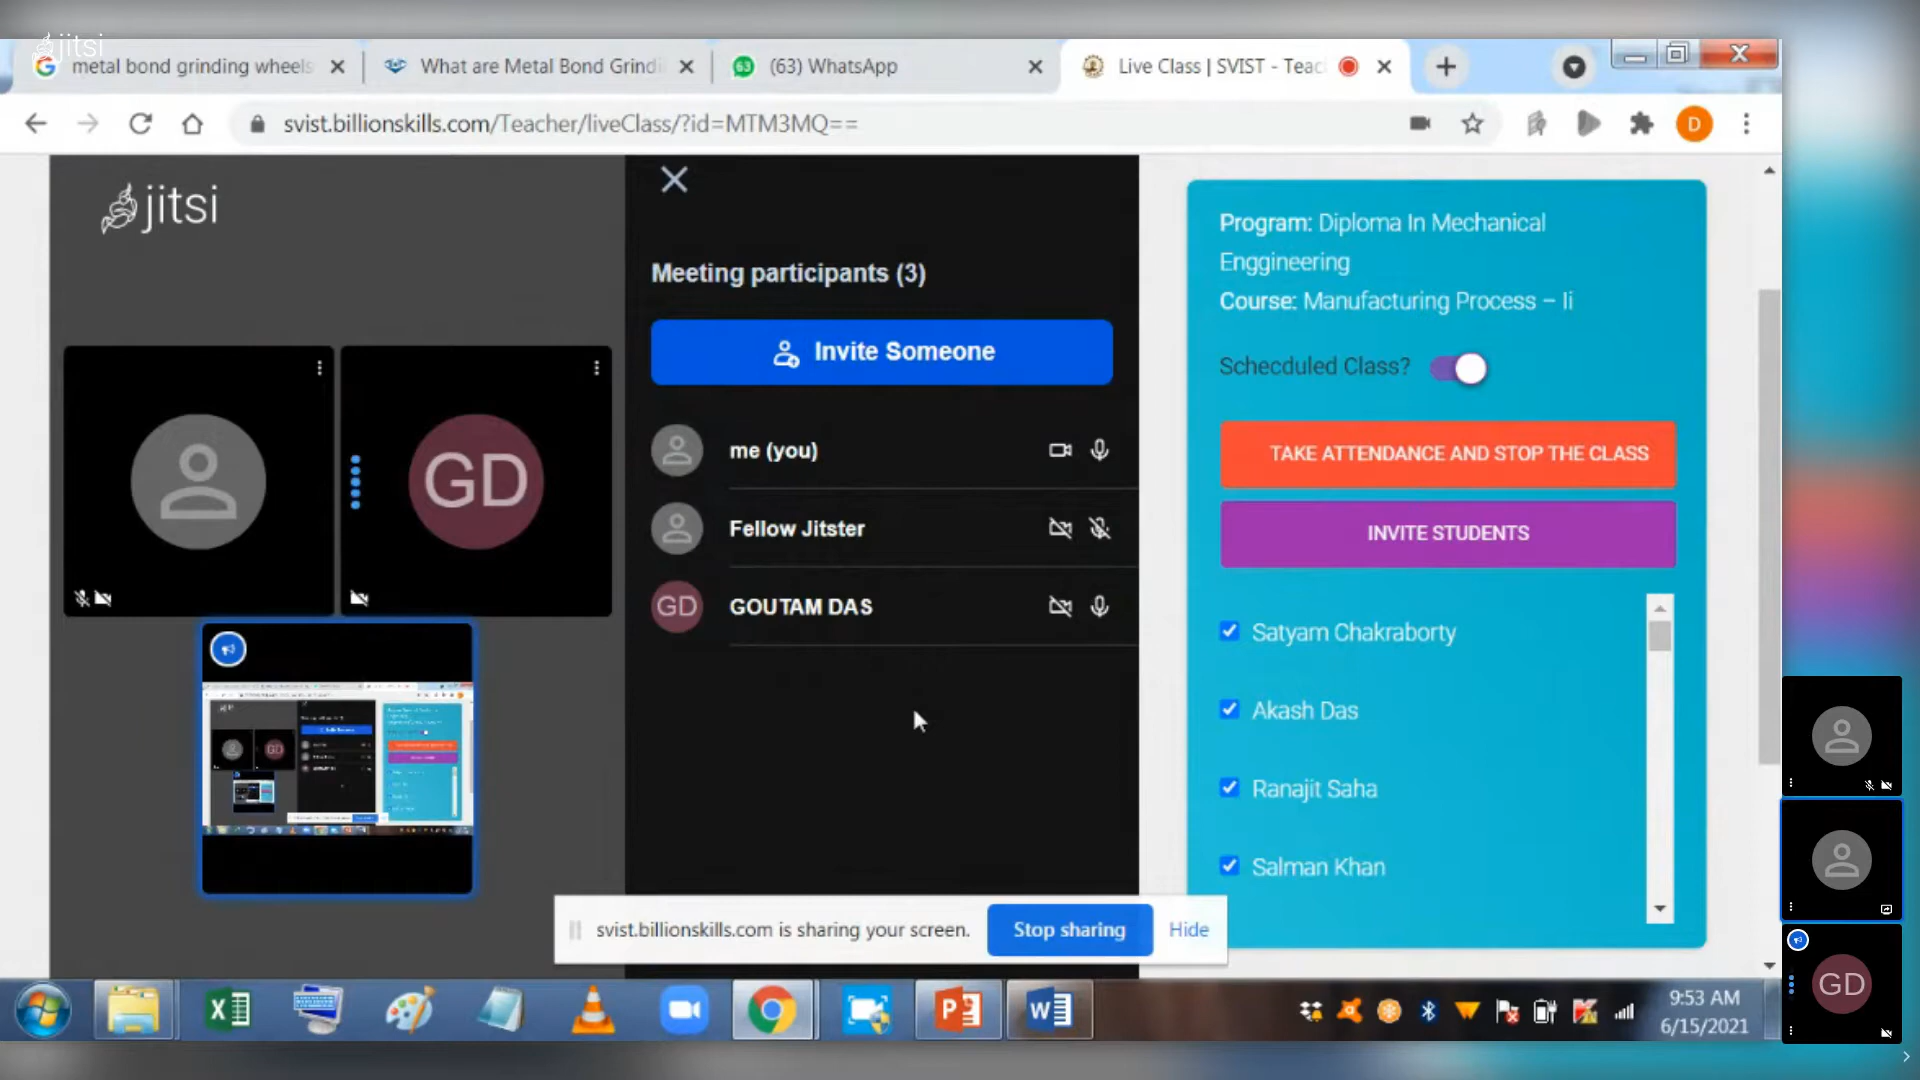 jitsi
metal bond grinding wheels
What are Metal Bond Grindi
(63) WhatsApp
Live Class | SVIST - Teac
svist.billionskills.com/Teacher/liveClass/?id=MTM3MQ==
D
jitsi
Meeting participants (3)
Invite Someone
me (you)
Fellow Jitster
GD
GOUTAM DAS
GD
Program: Diploma In Mechanical
Enggineering
Course: Manufacturing Process – Ii
Schecduled Class?
TAKE ATTENDANCE AND STOP THE CLASS
INVITE STUDENTS
Satyam Chakraborty
Akash Das
Ranajit Saha
Salman Khan
svist.billionskills.com is sharing your screen.
Stop sharing
Hide
GD
9:53 AM
6/15/2021